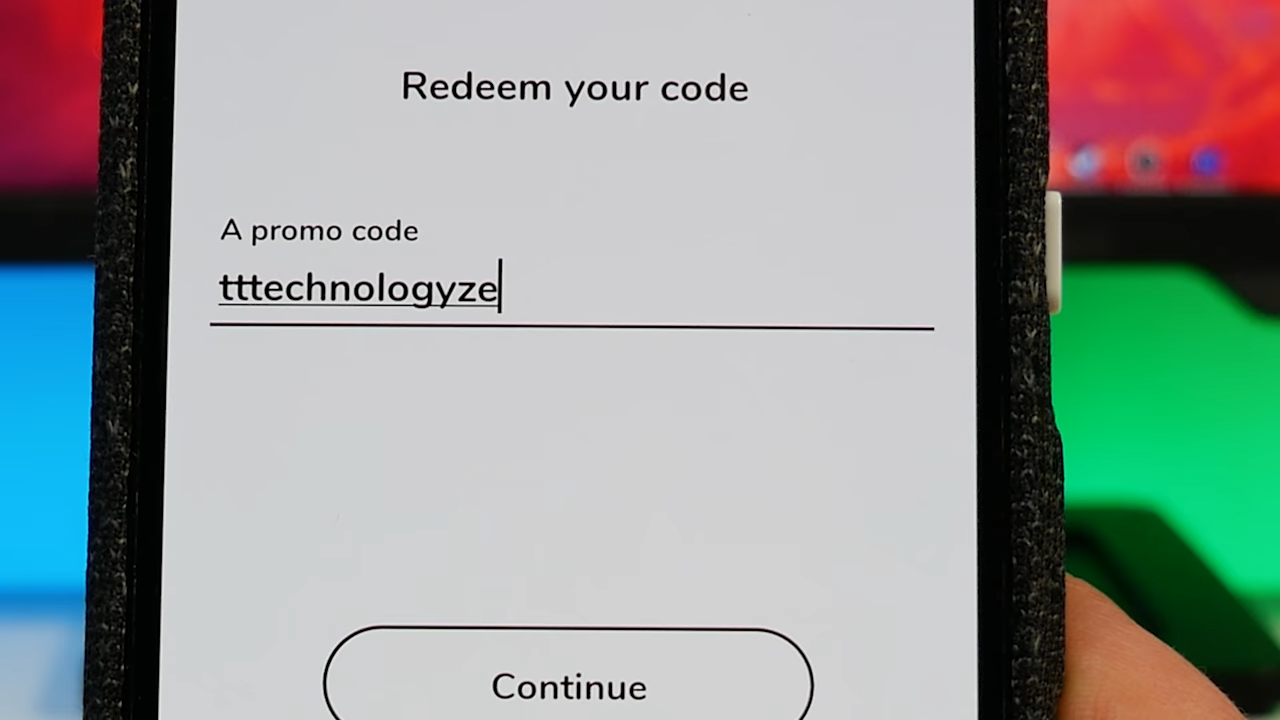 Redeem your code
A promo code
tttechnologyze
Continue